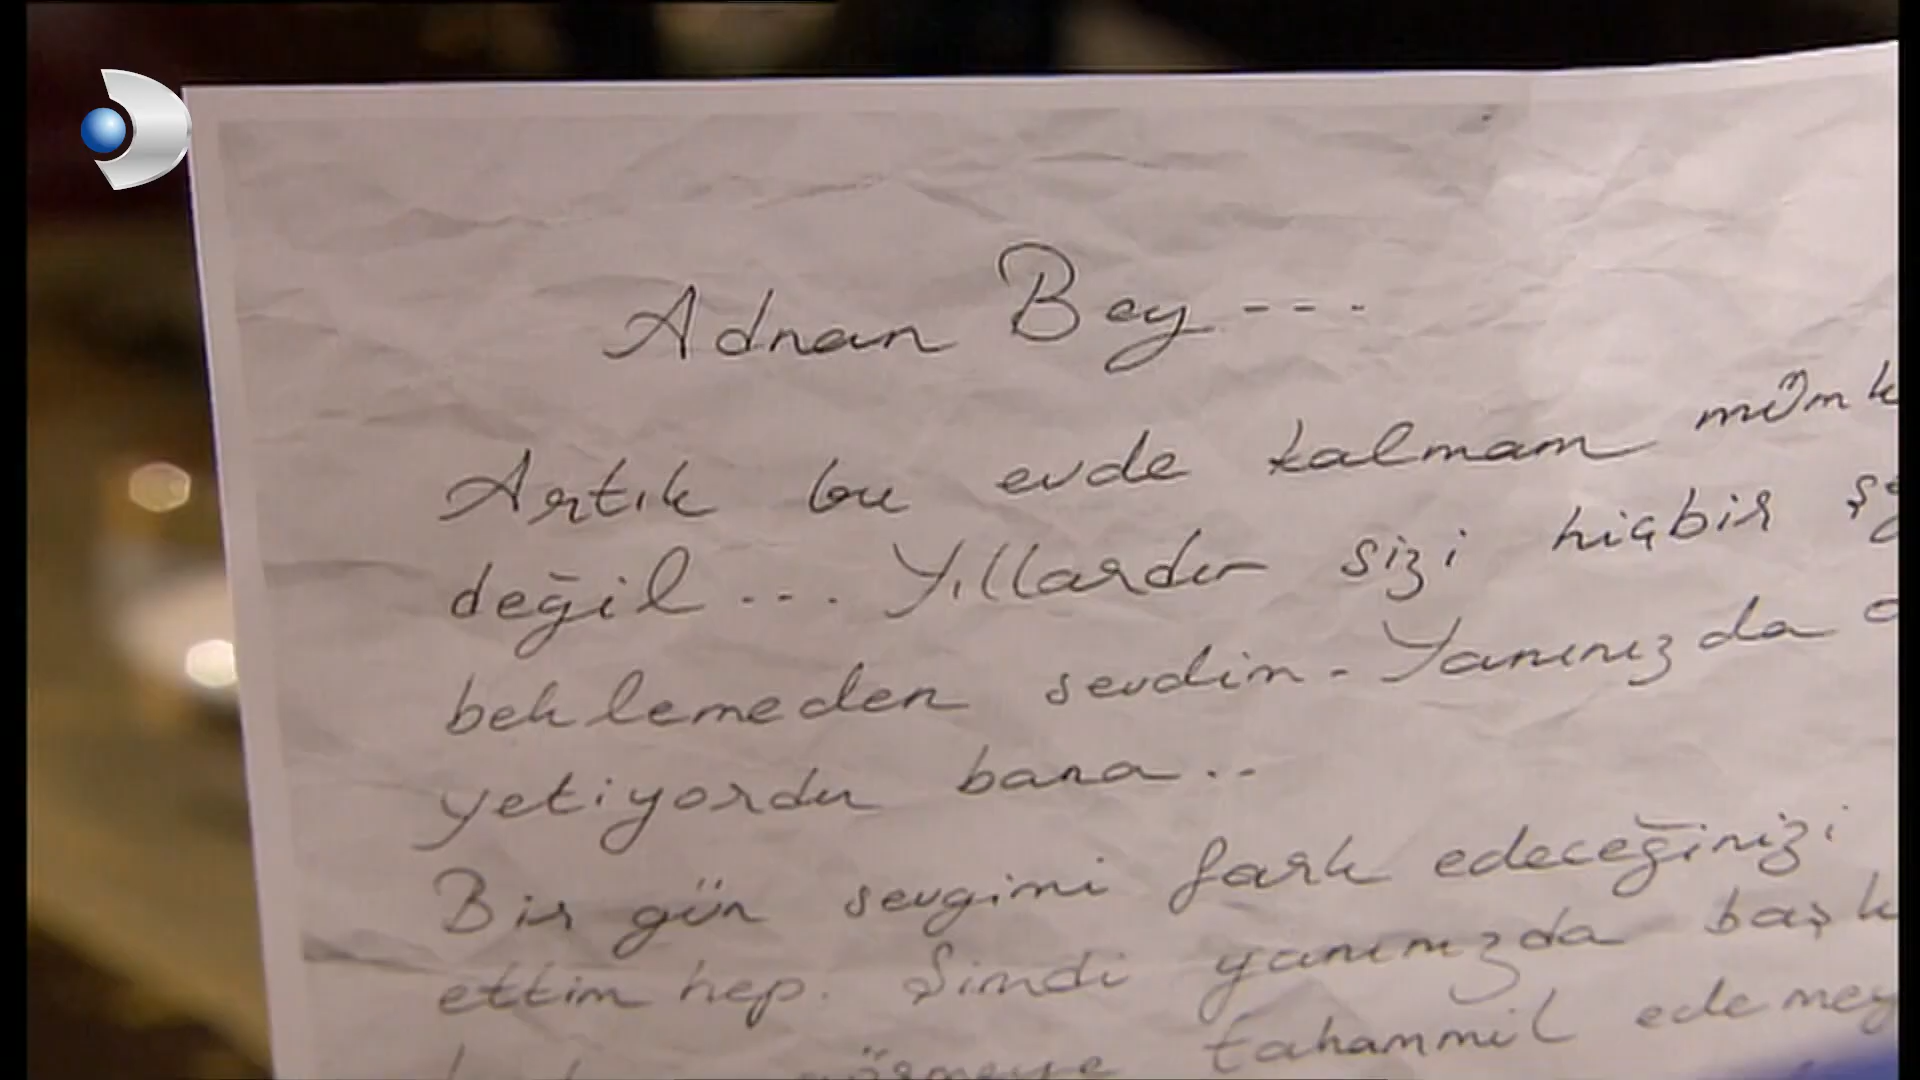 Adnan Bey ---
Artık bu evde kalmam
değil ... Yıllardır sizi hiçbir
beklemeden sevdim. Yanınızda
yetiyordu bana ..
Bir gün sevgimi fark edeceğinizi
ettim hep. Şimdi yanınızda
görmeye tahammül